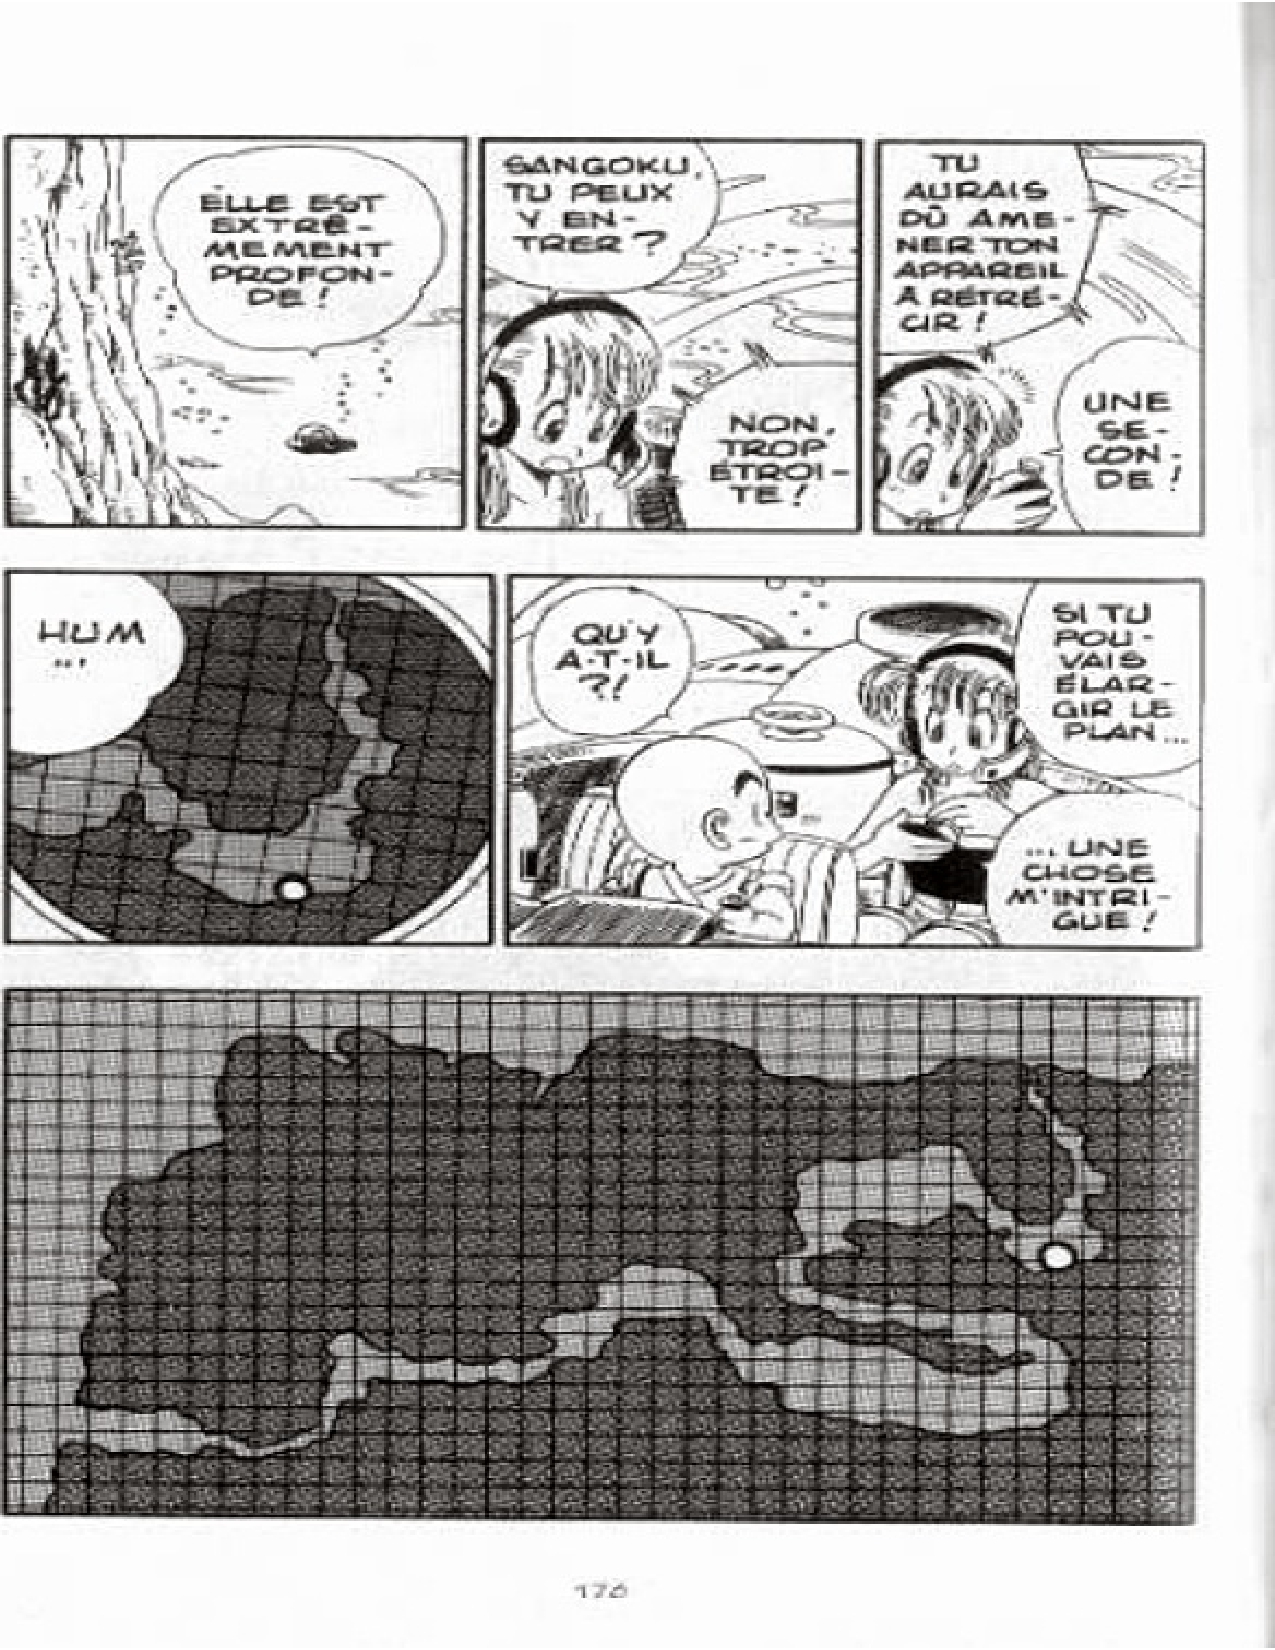 ELLE EST
EXTRÊ-
MEMENT
PROFON-
DE !
SANGOKU,
TU PEUX
Y EN-
TRER ?
NON,
TROP
ÉTROI-
TE !
TU
AURAIS
DÛ AME-
NER TON
APPAREIL
À RÉTRÉ-
CIR !
UNE
SE-
CON-
DE !
HUM
...
QU'Y
A-T-IL
?!
SI TU
POU-
VAIS
ÉLAR-
GIR LE
PLAN...
... UNE
CHOSE
M'INTRI-
GUE !
176